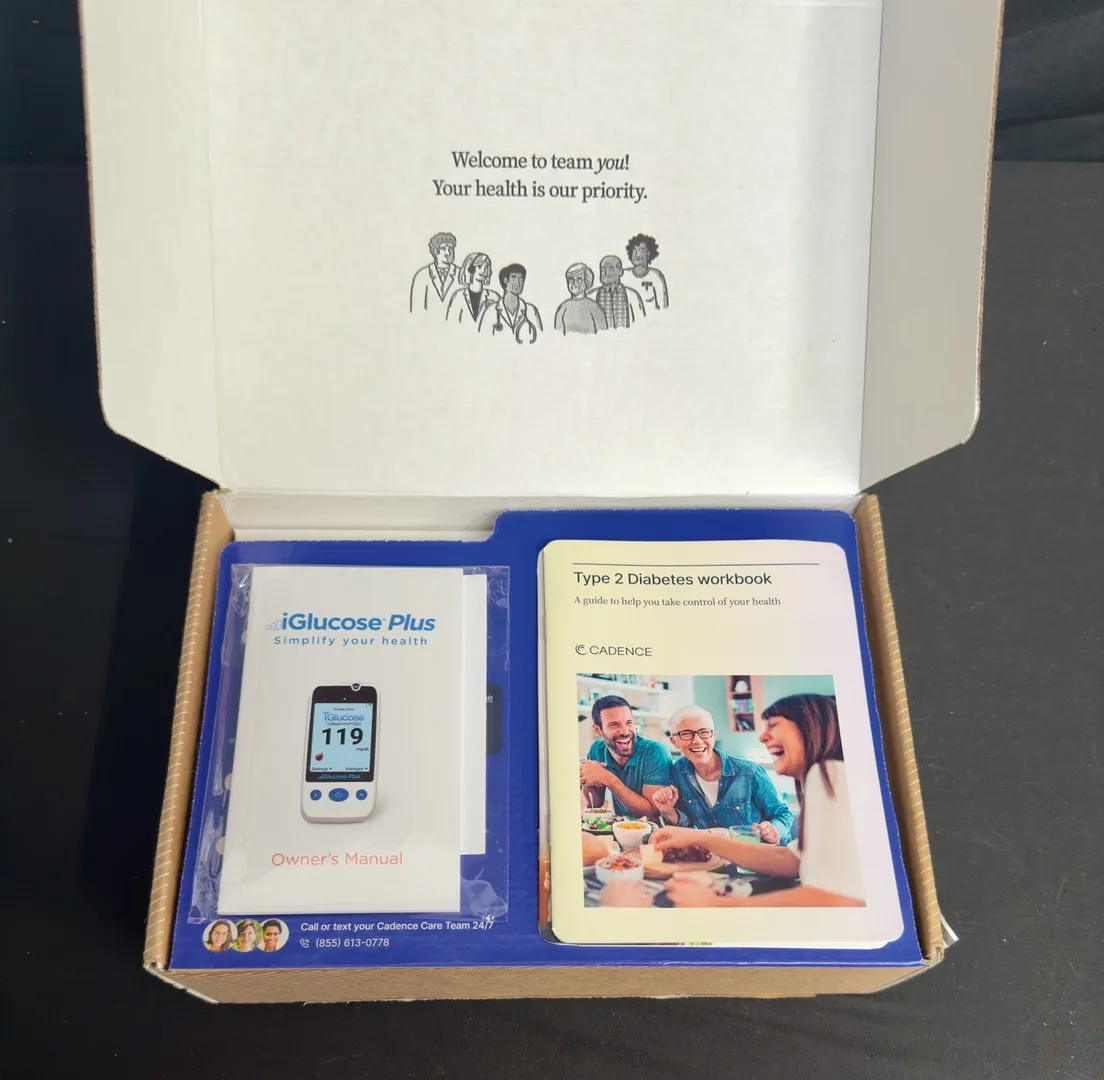 Welcome to team you!
Your health is our priority.
iGlucose Plus
Simplify your health
iGlucose
119
iGlucose Plus
Owner's Manual
Type 2 Diabetes workbook
A guide to help you take control of your health
CADENCE
Call or text your Cadence Care Team 24/7
(855) 613-0778